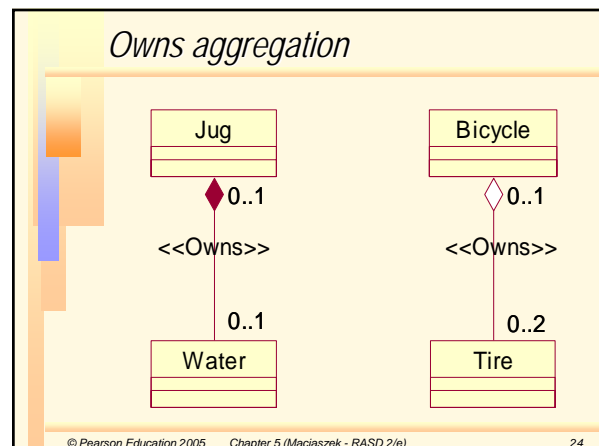 Owns aggregation
Jug
Bicycle
0..1
0..1
<<Owns>>
<<Owns>>
0..1
0..2
Water
Tire
© Pearson Education 2005
Chapter 5 (Maciaszek - RASD 2/e)
24